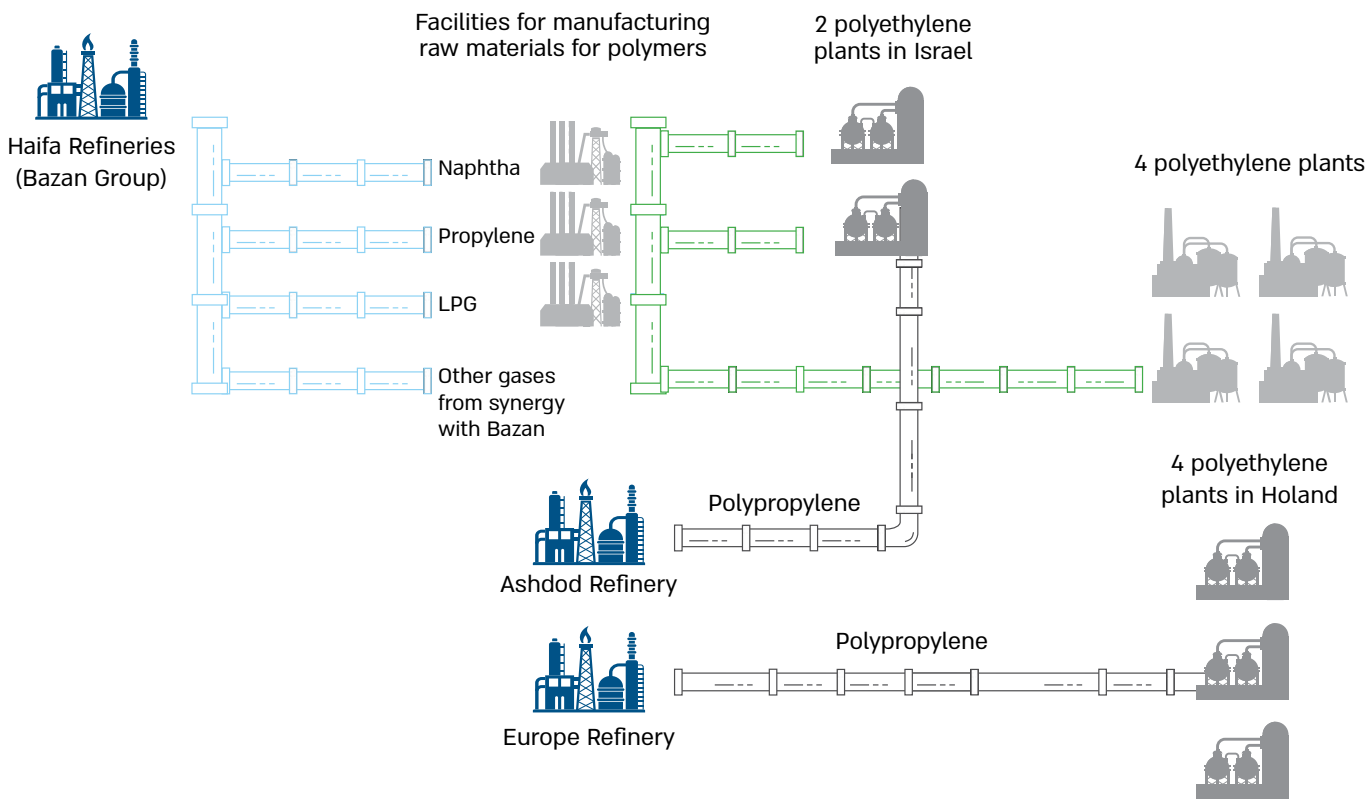 Facilities for manufacturing
raw materials for polymers
2 polyethylene
plants in Israel
Haifa Refineries
(Bazan Group)
Naphtha
4 polyethylene plants
Propylene
LPG
Other gases
from synergy
with Bazan
4 polyethylene
plants in Holand
Polypropylene
Ashdod Refinery
Polypropylene
Europe Refinery